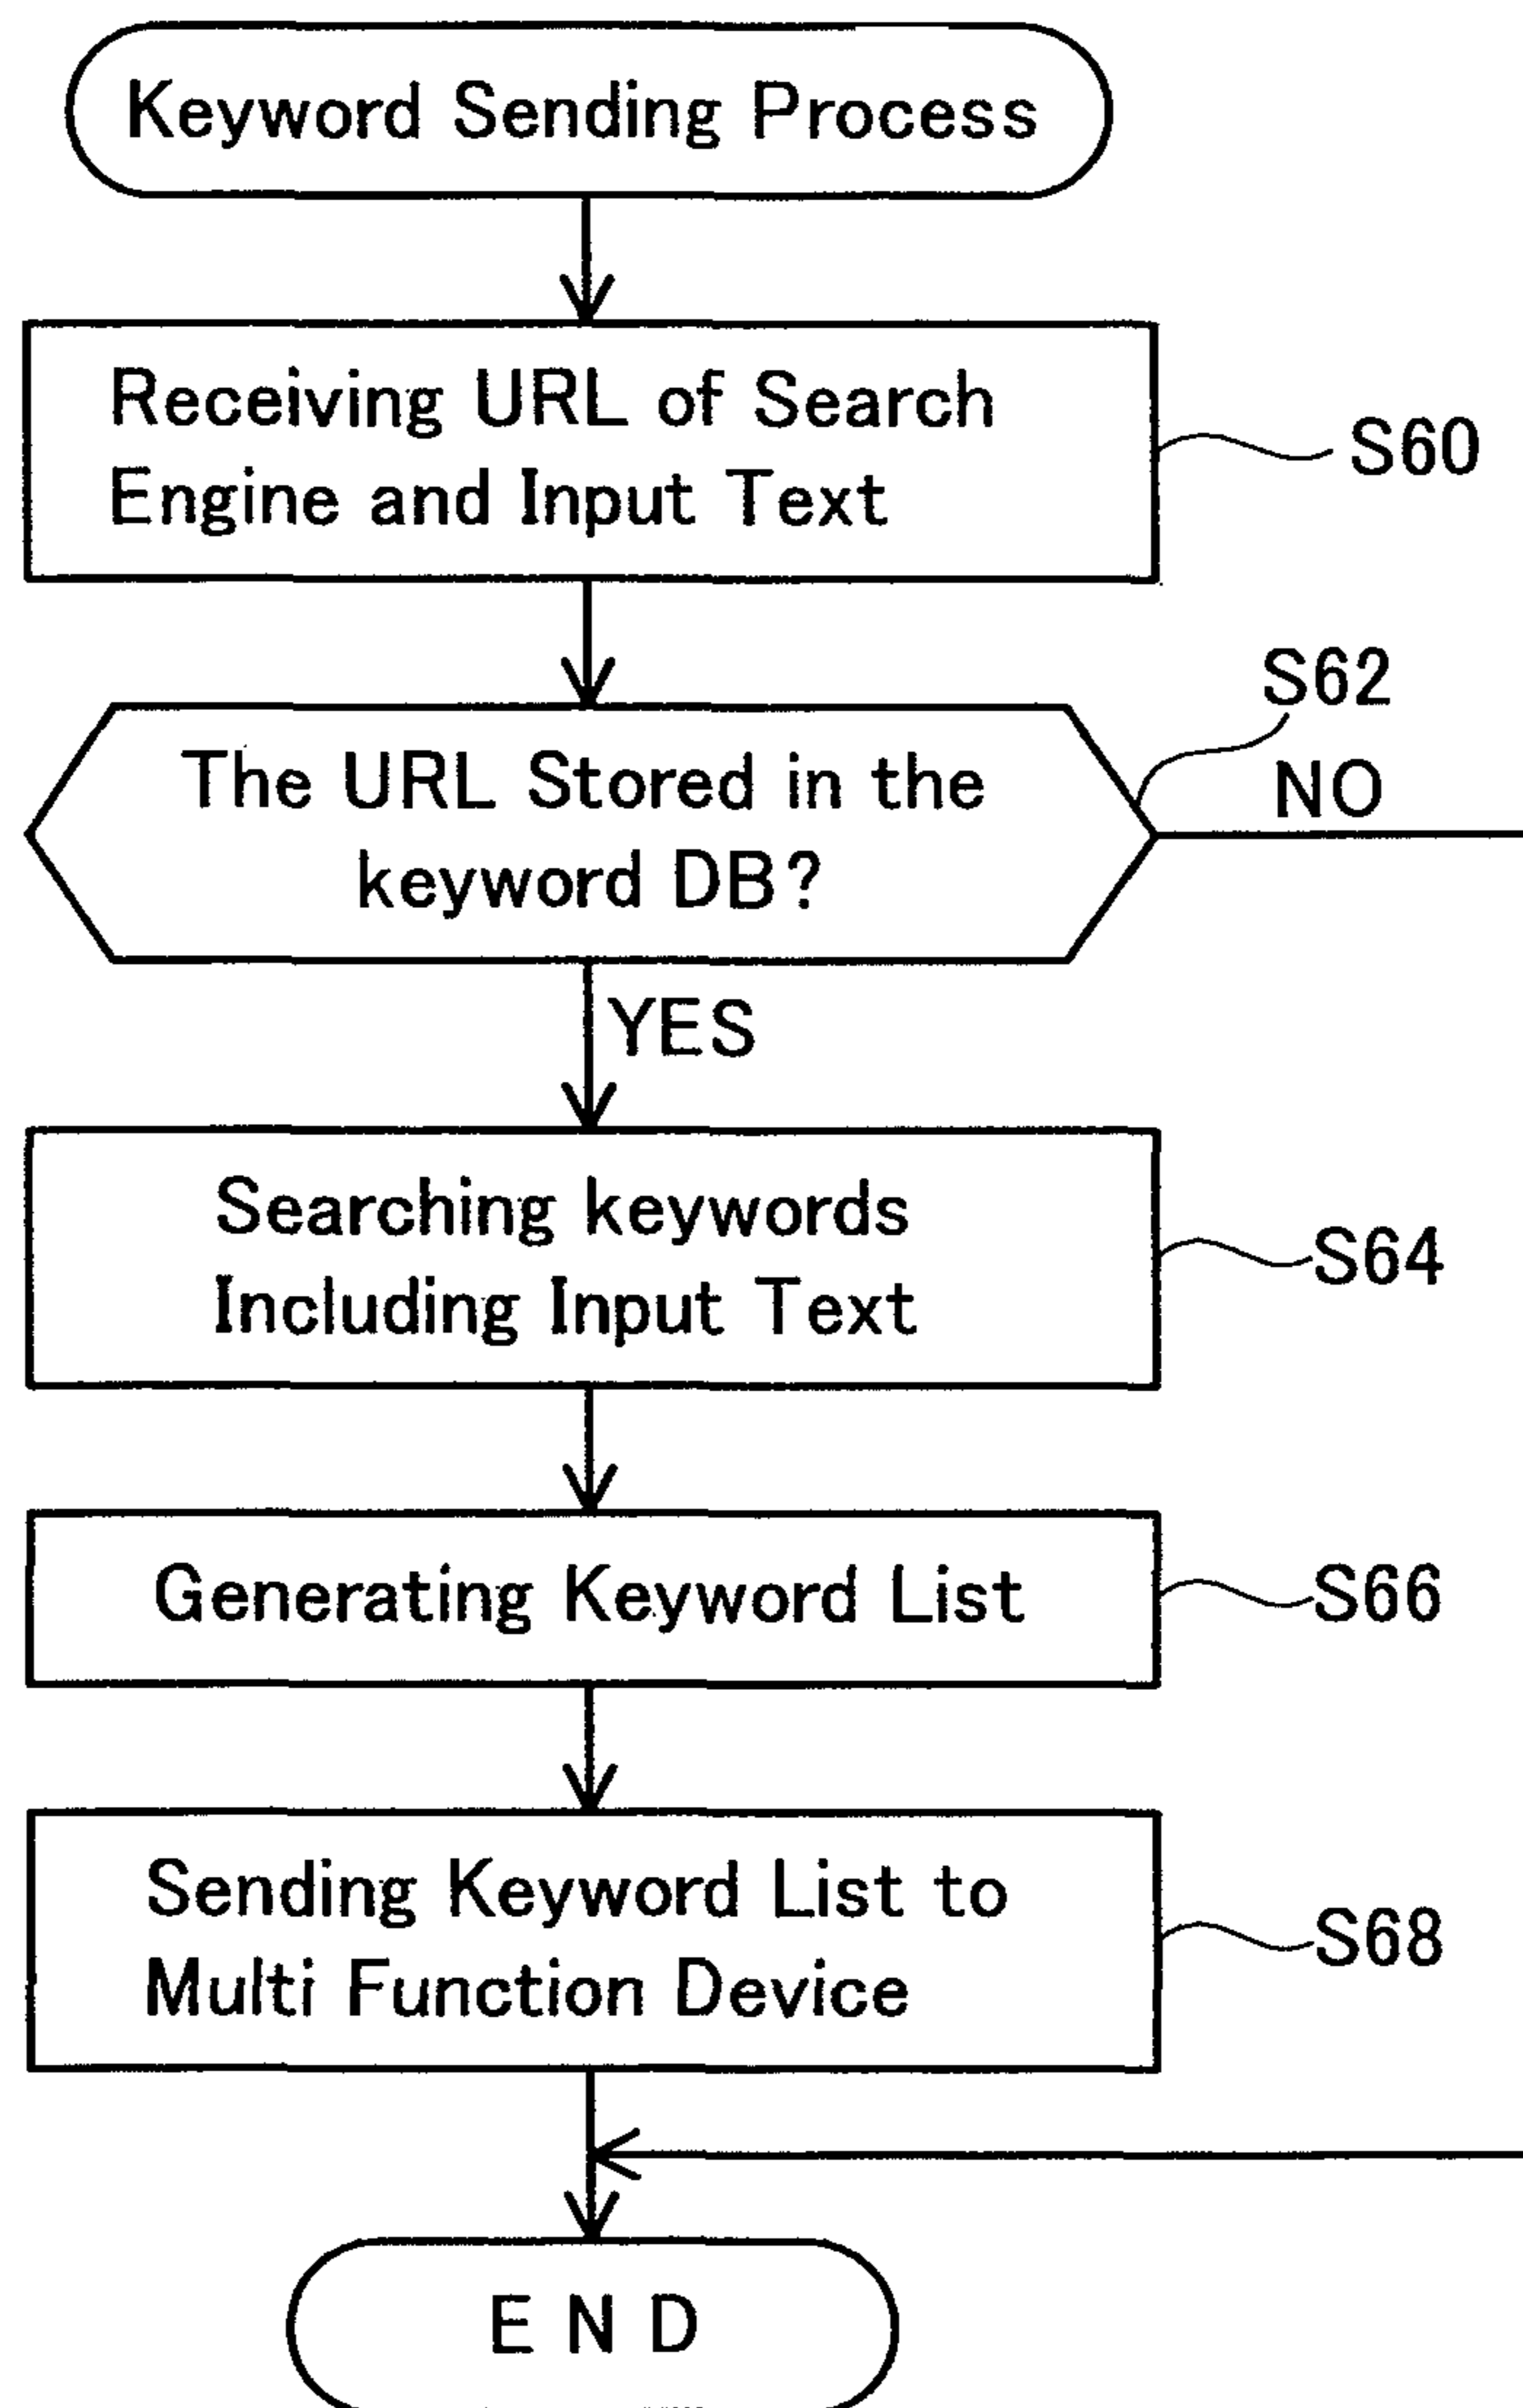 Keyword Sending Process
Receiving URL of Search
Engine and Input Text
S60
S62
The URL Stored in the
keyword DB?
NO
YES
Searching keywords
Including Input Text
S64
Generating Keyword List
S66
Sending Keyword List to
Multi Function Device
S68
END